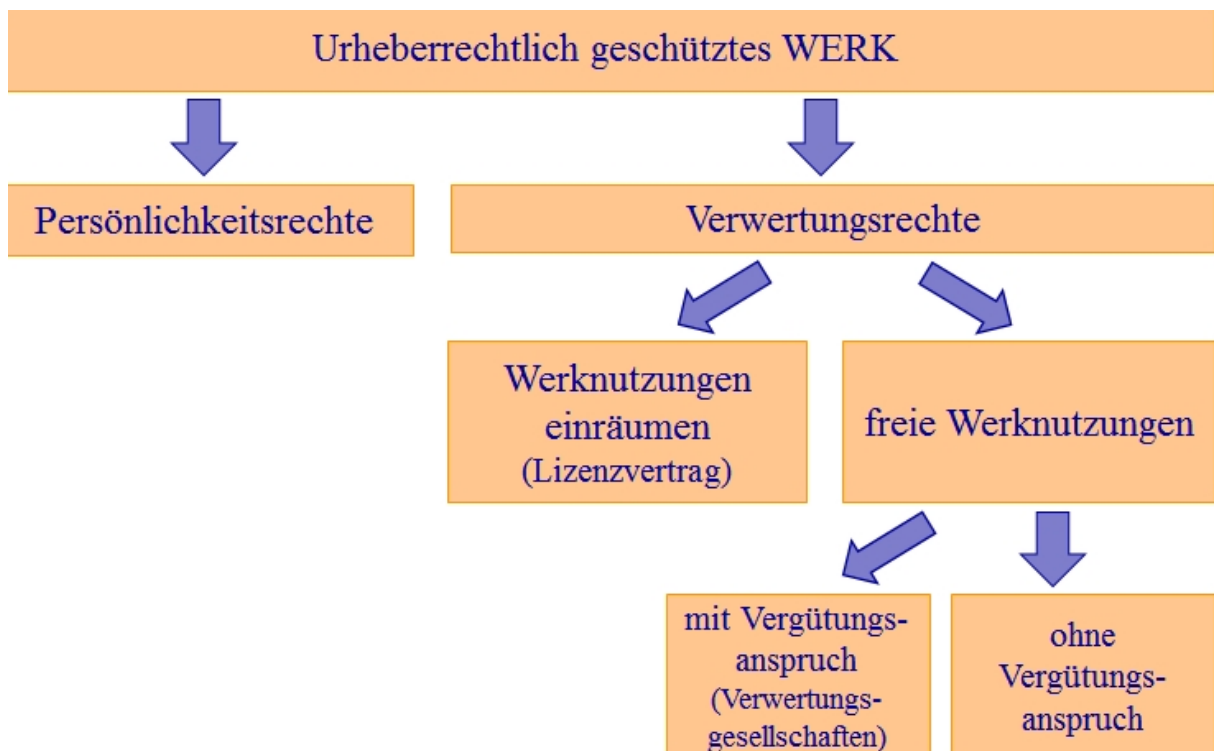 Urheberrechtlich geschütztes WERK
Persönlichkeitsrechte
Verwertungsrechte
Werknutzungen
einräumen
(Lizenzvertrag)
freie Werknutzungen
mit Vergütungs-
anspruch
(Verwertungs-
gesellschaften)
ohne
Vergütungs-
anspruch